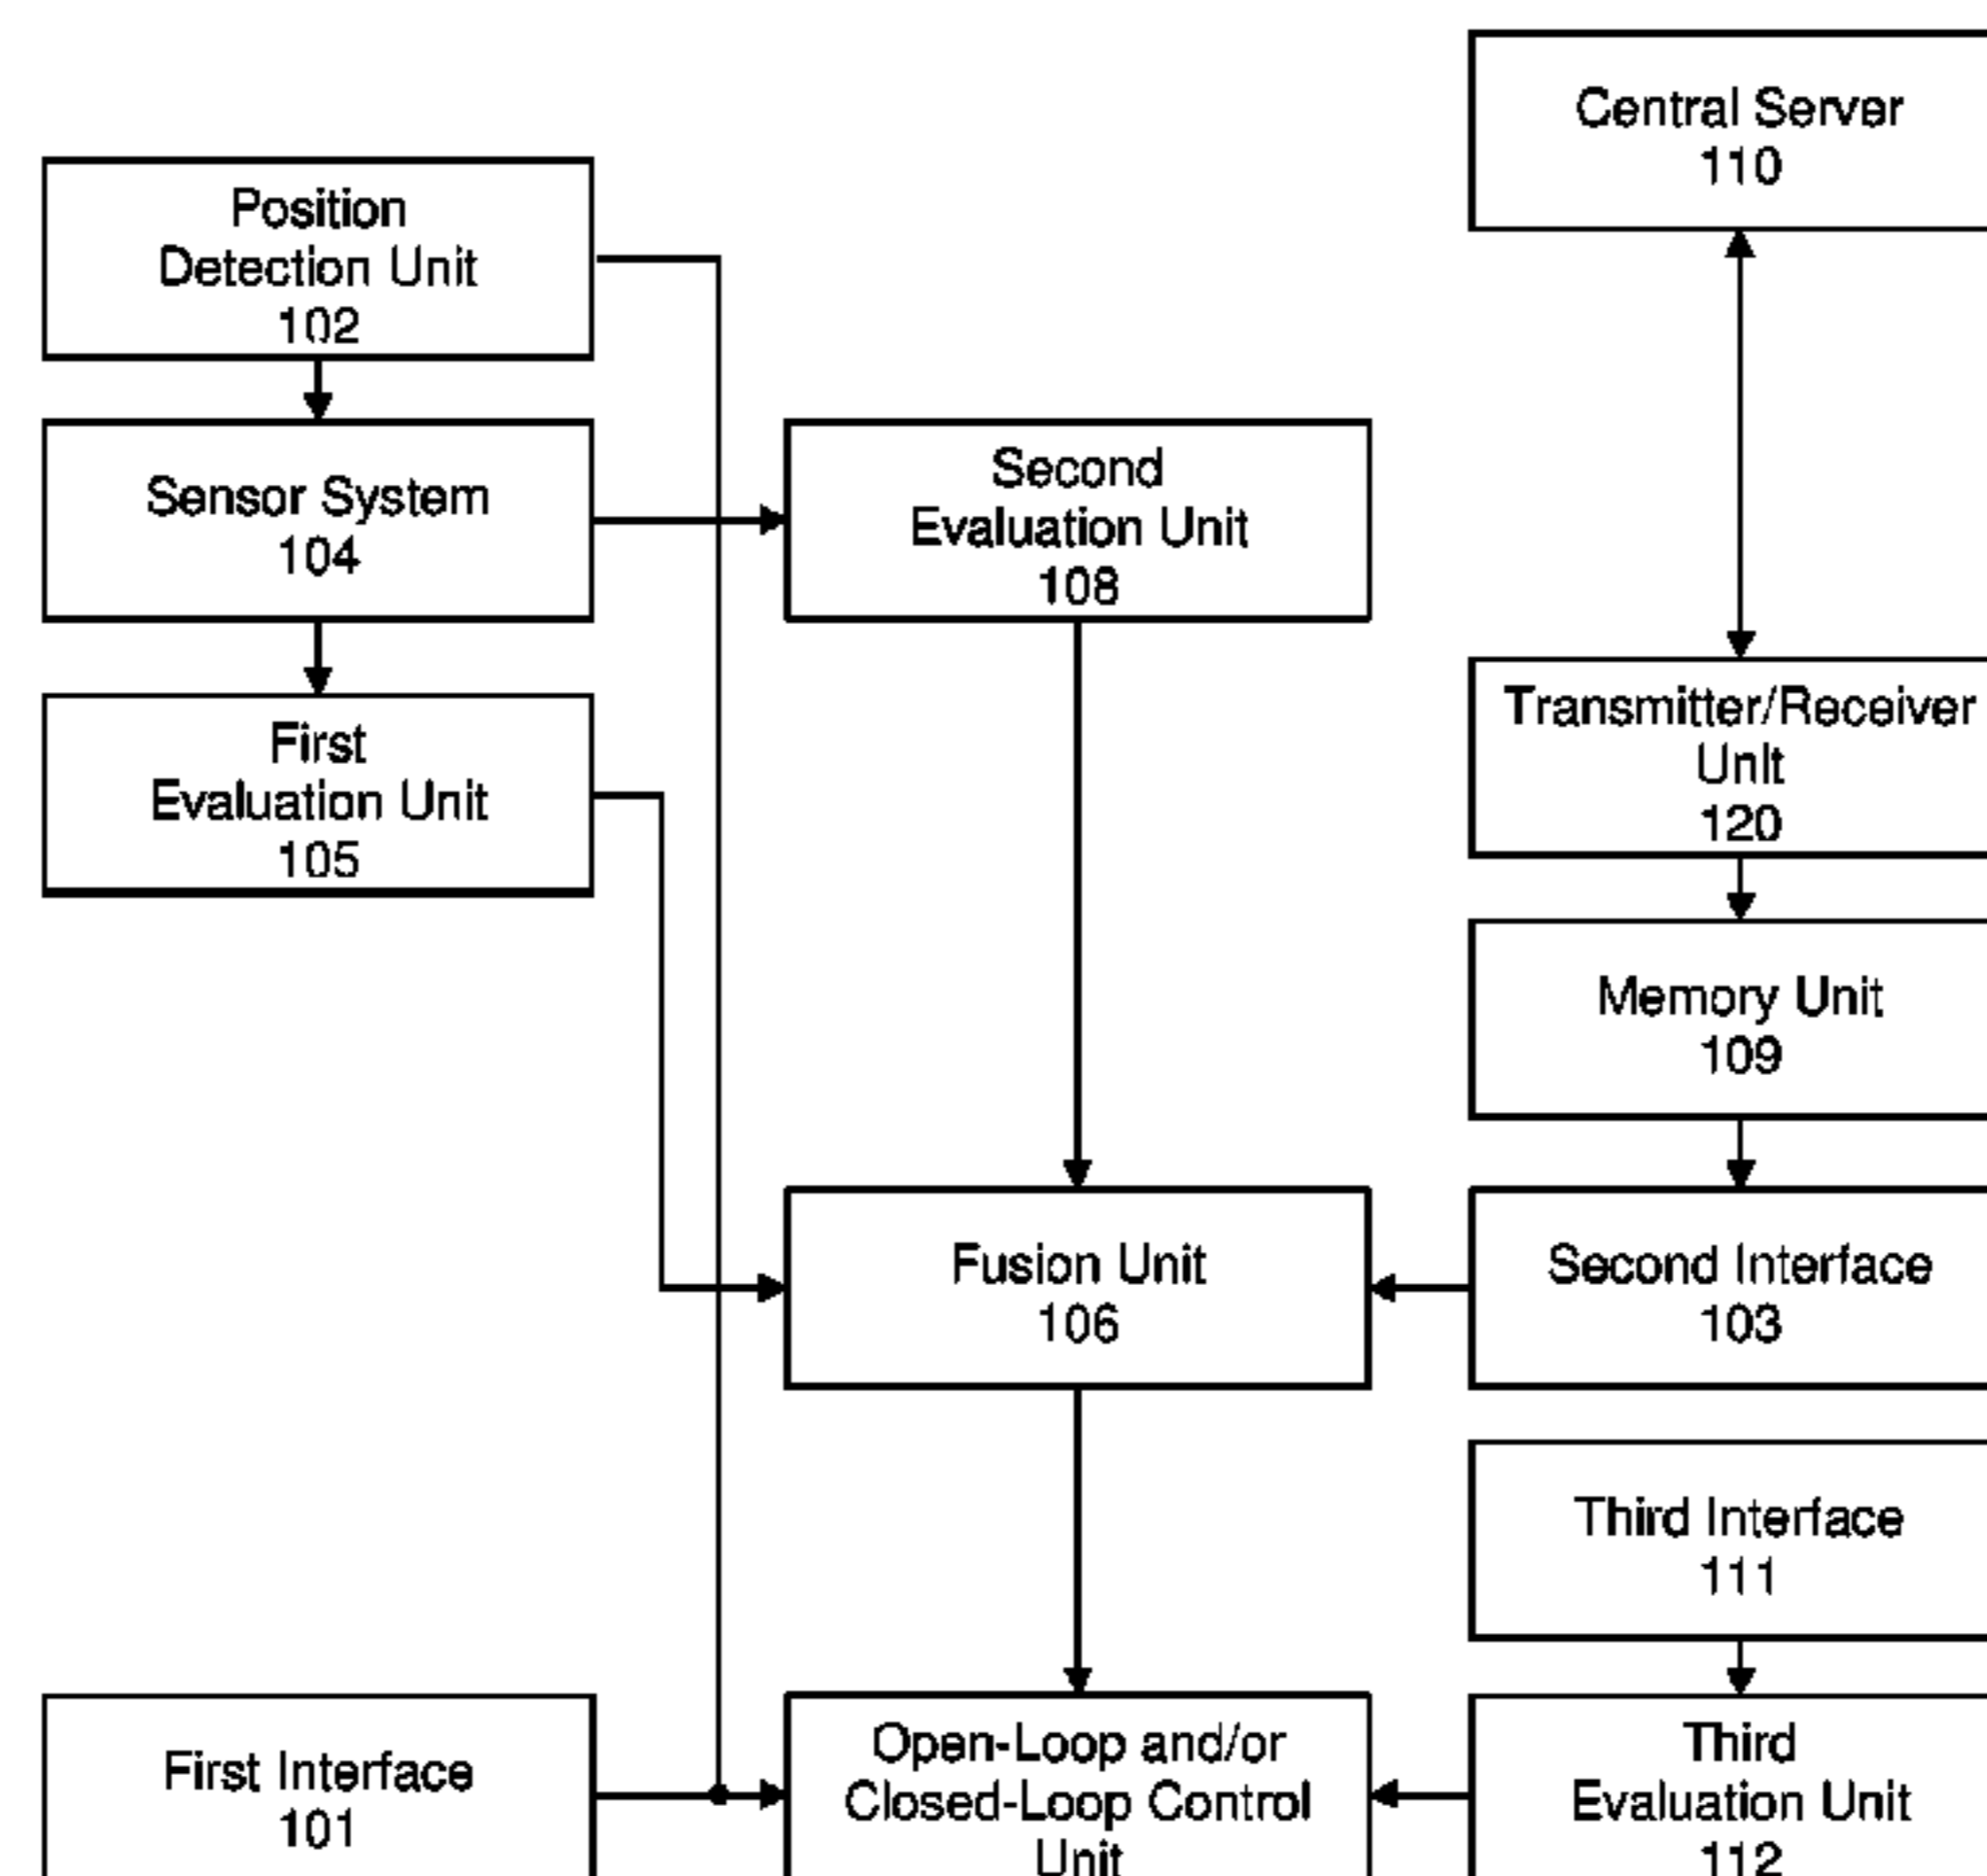 Central Server
110
Position
Detection Unit
102
Sensor System
104
Second
Evaluation Unit
108
Transmitter/Receiver
Unit
120
First
Evaluation Unit
105
Memory Unit
109
Fusion Unit
106
Second Interface
103
Third Interface
111
First Interface
101
Open-Loop and/or
Closed-Loop Control
Unit
Third
Evaluation Unit
112